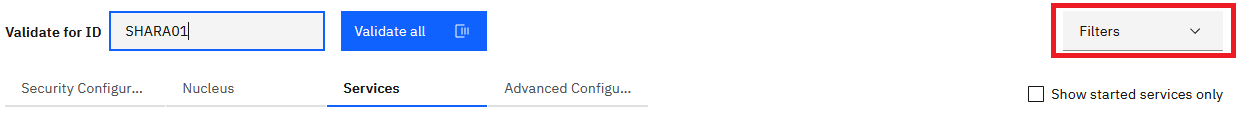 Validate for ID SHARA01 Validate all Filters
Security Configur... Nucleus Services Advanced Configu...
Show started services only